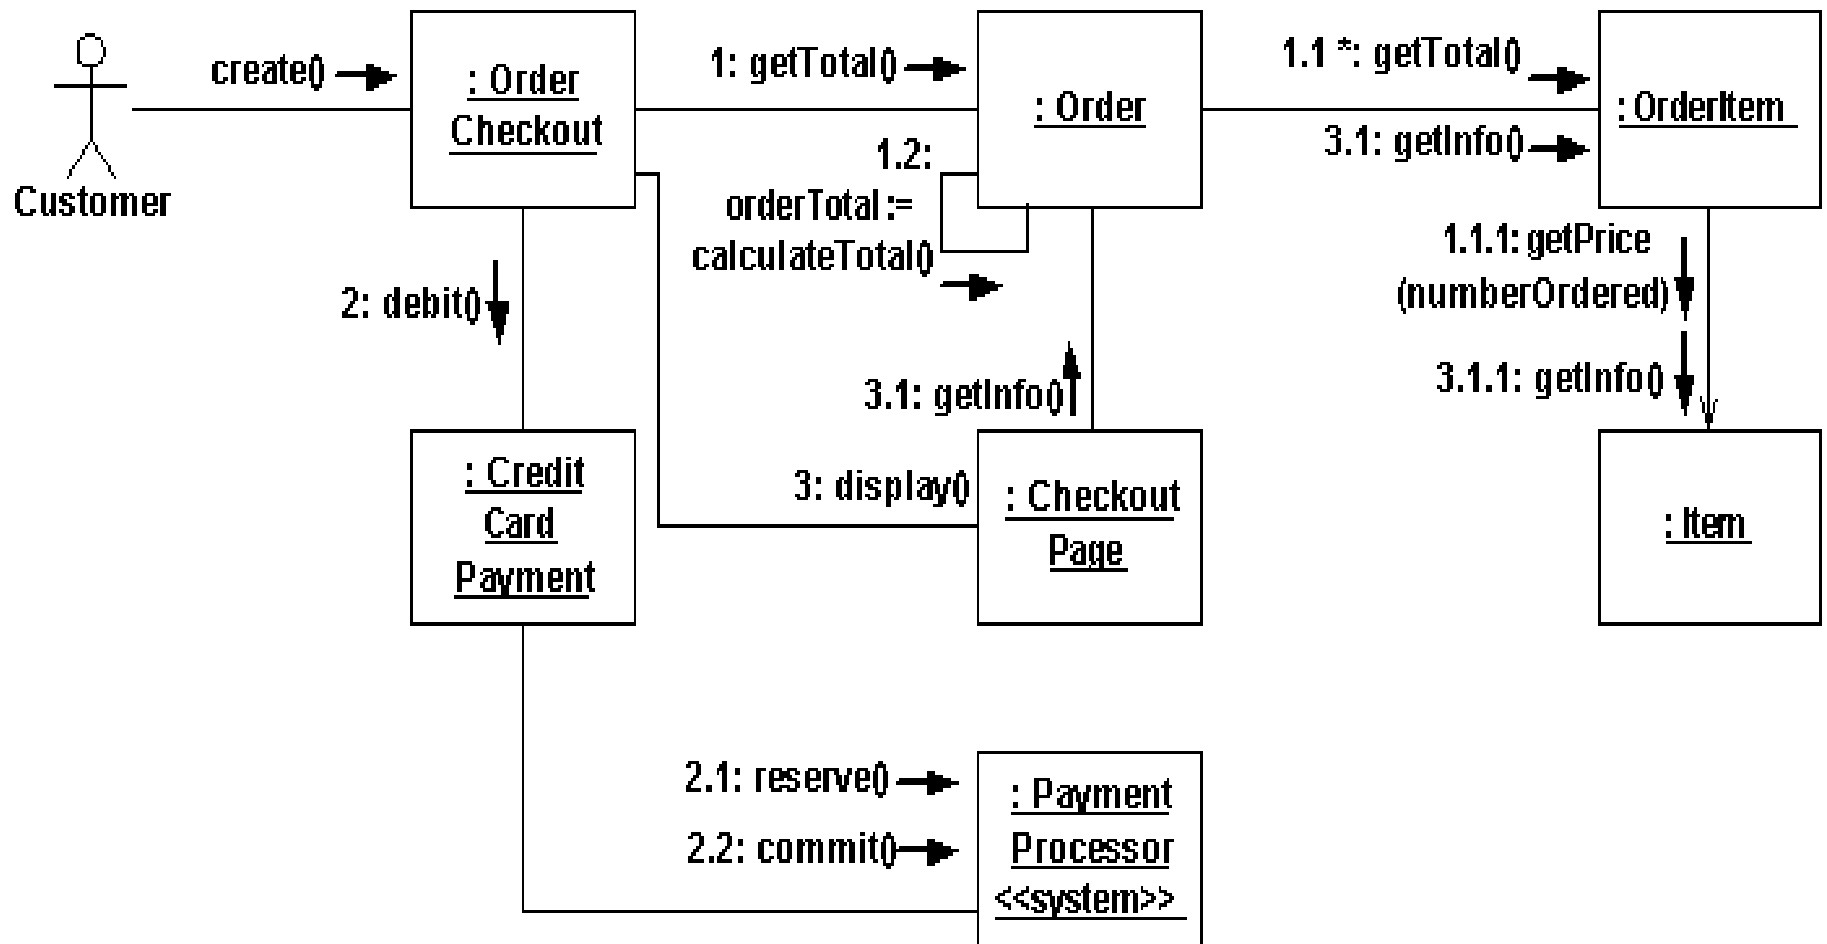 create()
: Order
Checkout
1: getTotal()
: Order
1.1 *: getTotal()
: OrderItem
3.1: getInfo()
Customer
1.2:
orderTotal :=
calculateTotal()
1.1.1: getPrice
(numberOrdered)
2: debit()
3.1: getInfo()
3.1.1: getInfo()
: Credit
Card
Payment
3: display()
: Checkout
Page
: Item
2.1: reserve()
2.2: commit()
: Payment
Processor
<<system>>